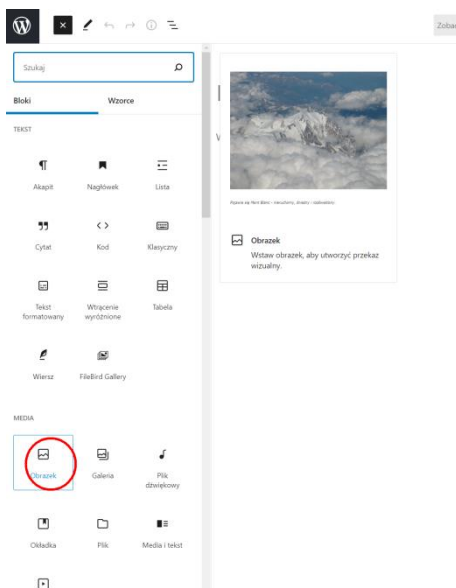 Zobac
Szukaj
Bloki
Wzorce
TEKST
Akapit
Nagłówek
Lista
Cytat
Kod
Klasyczny
Tekst
formatowany
Wtrącenie
wyróżnione
Tabela
Wiersz
FileBird Gallery
Obrazek
Wstaw obrazek, aby utworzyć przekaz
wizualny.
MEDIA
Obrazek
Galeria
Plik
dźwiękowy
Okładka
Plik
Media i tekst